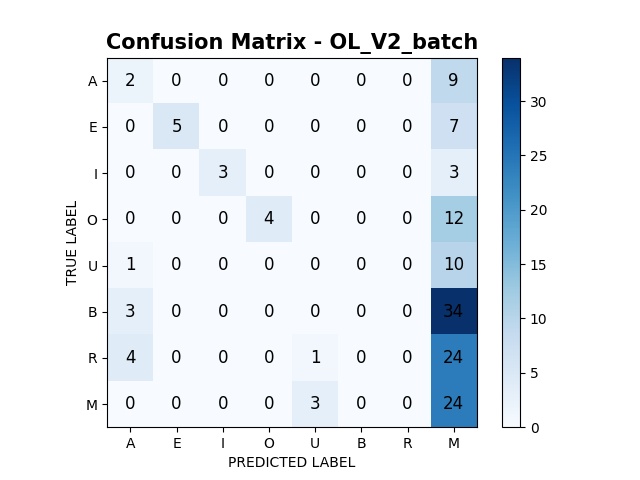 Confusion Matrix - OL_V2_batch
TRUE LABEL
A 2 0 0 0 0 0 0 9
E 0 5 0 0 0 0 0 7
I 0 0 3 0 0 0 0 3
O 0 0 0 4 0 0 0 12
U 1 0 0 0 0 0 0 10
B 3 0 0 0 0 0 0 34
R 4 0 0 0 1 0 0 24
M 0 0 0 0 3 0 0 24
A E I O U B R M
PREDICTED LABEL
30
25
20
15
10
5
0